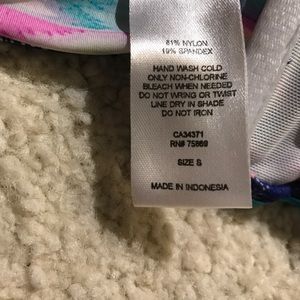 81% NYLON
19% SPANDEX
HAND WASH COLD
ONLY NON-CHLORINE
BLEACH WHEN NEEDED
DO NOT WRING OR TWIST
LINE DRY IN SHADE
DO NOT IRON
CA34371
RN# 75869
SIZE S
MADE IN INDONESIA